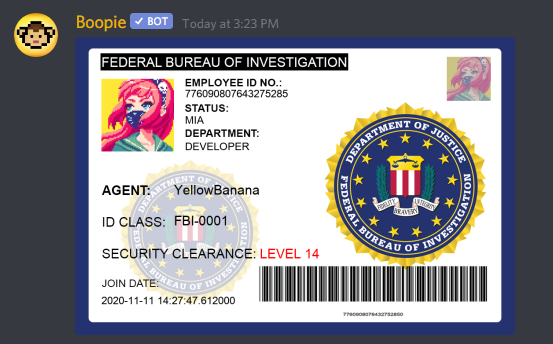 Boopie ✔ BOT Today at 3:23 PM
FEDERAL BUREAU OF INVESTIGATION
EMPLOYEE ID NO.:
776090807643275285
STATUS:
MIA
DEPARTMENT:
DEVELOPER
AGENT: YellowBanana
ID CLASS: FBI-0001
SECURITY CLEARANCE: LEVEL 14
JOIN DATE:
2020-11-11 14:27:47.612000
DEPARTMENT OF JUSTICE
FIDELITY BRAVERY INTEGRITY
FEDERAL BUREAU OF INVESTIGATION